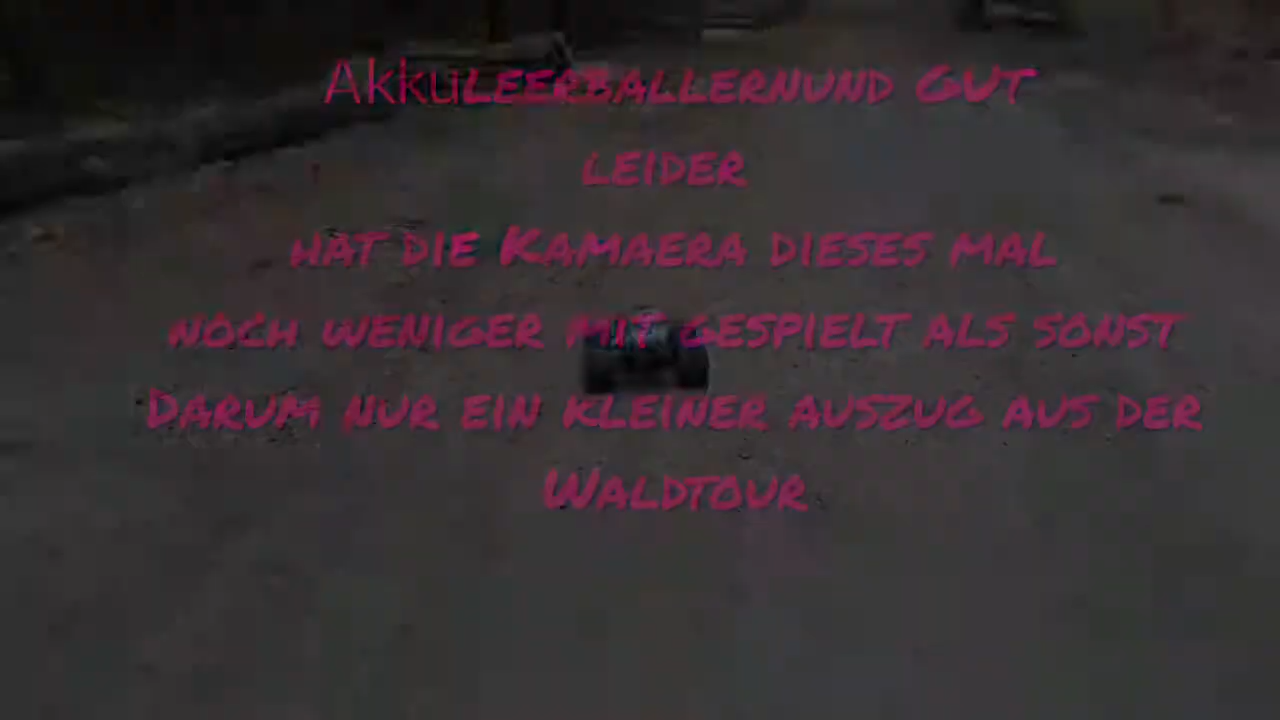 Akkuleerballernund Gut
leider
hat die Kamaera dieses mal
noch weniger mit gespielt als sonst
Darum nur ein kleiner auszug aus der
Waldtour